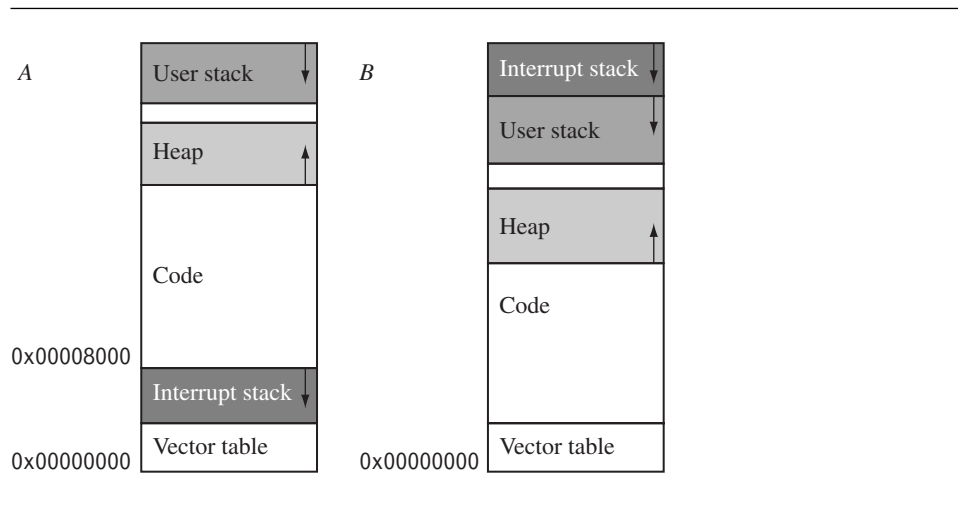 A
User stack
Heap
Code
0x00008000
Interrupt stack
Vector table
0x00000000
B
Interrupt stack
User stack
Heap
Code
Vector table
0x00000000